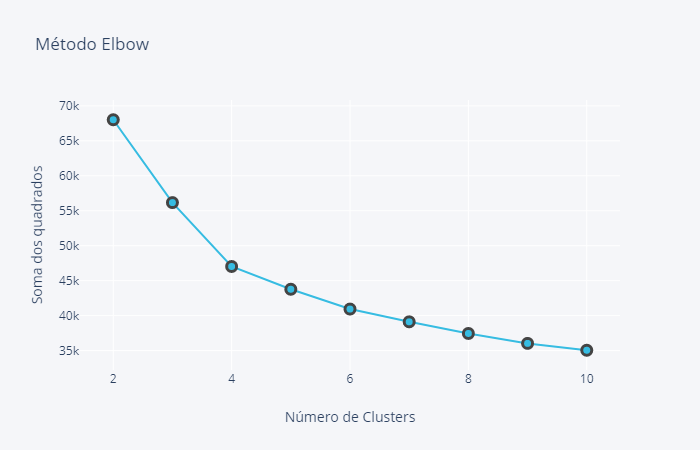 Método Elbow
70k
65k
60k
55k
50k
45k
40k
35k
Soma dos quadrados
2 4 6 8 10
Número de Clusters